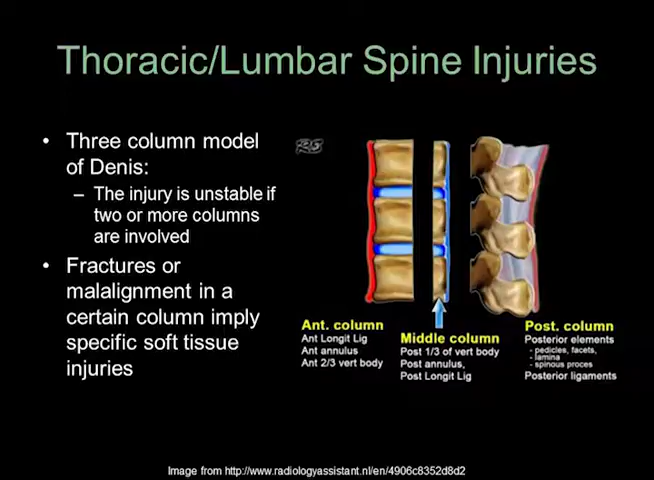 Thoracic/Lumbar Spine Injuries
• Three column model
of Denis:
– The injury is unstable if
two or more columns
are involved
• Fractures or
malalignment in a
certain column imply
specific soft tissue
injuries
RS
Ant. column
Ant Longit Lig
Ant annulus
Ant 2/3 vert body
Middle column
Post 1/3 of vert body
Post annulus,
Post Longit Lig
Post. column
Posterior elements
- pedicles, facets,
- lamina
- spinous proces
Posterior ligaments
Image from http://www.radiologyassistant.nl/en/4906c8352d8d2